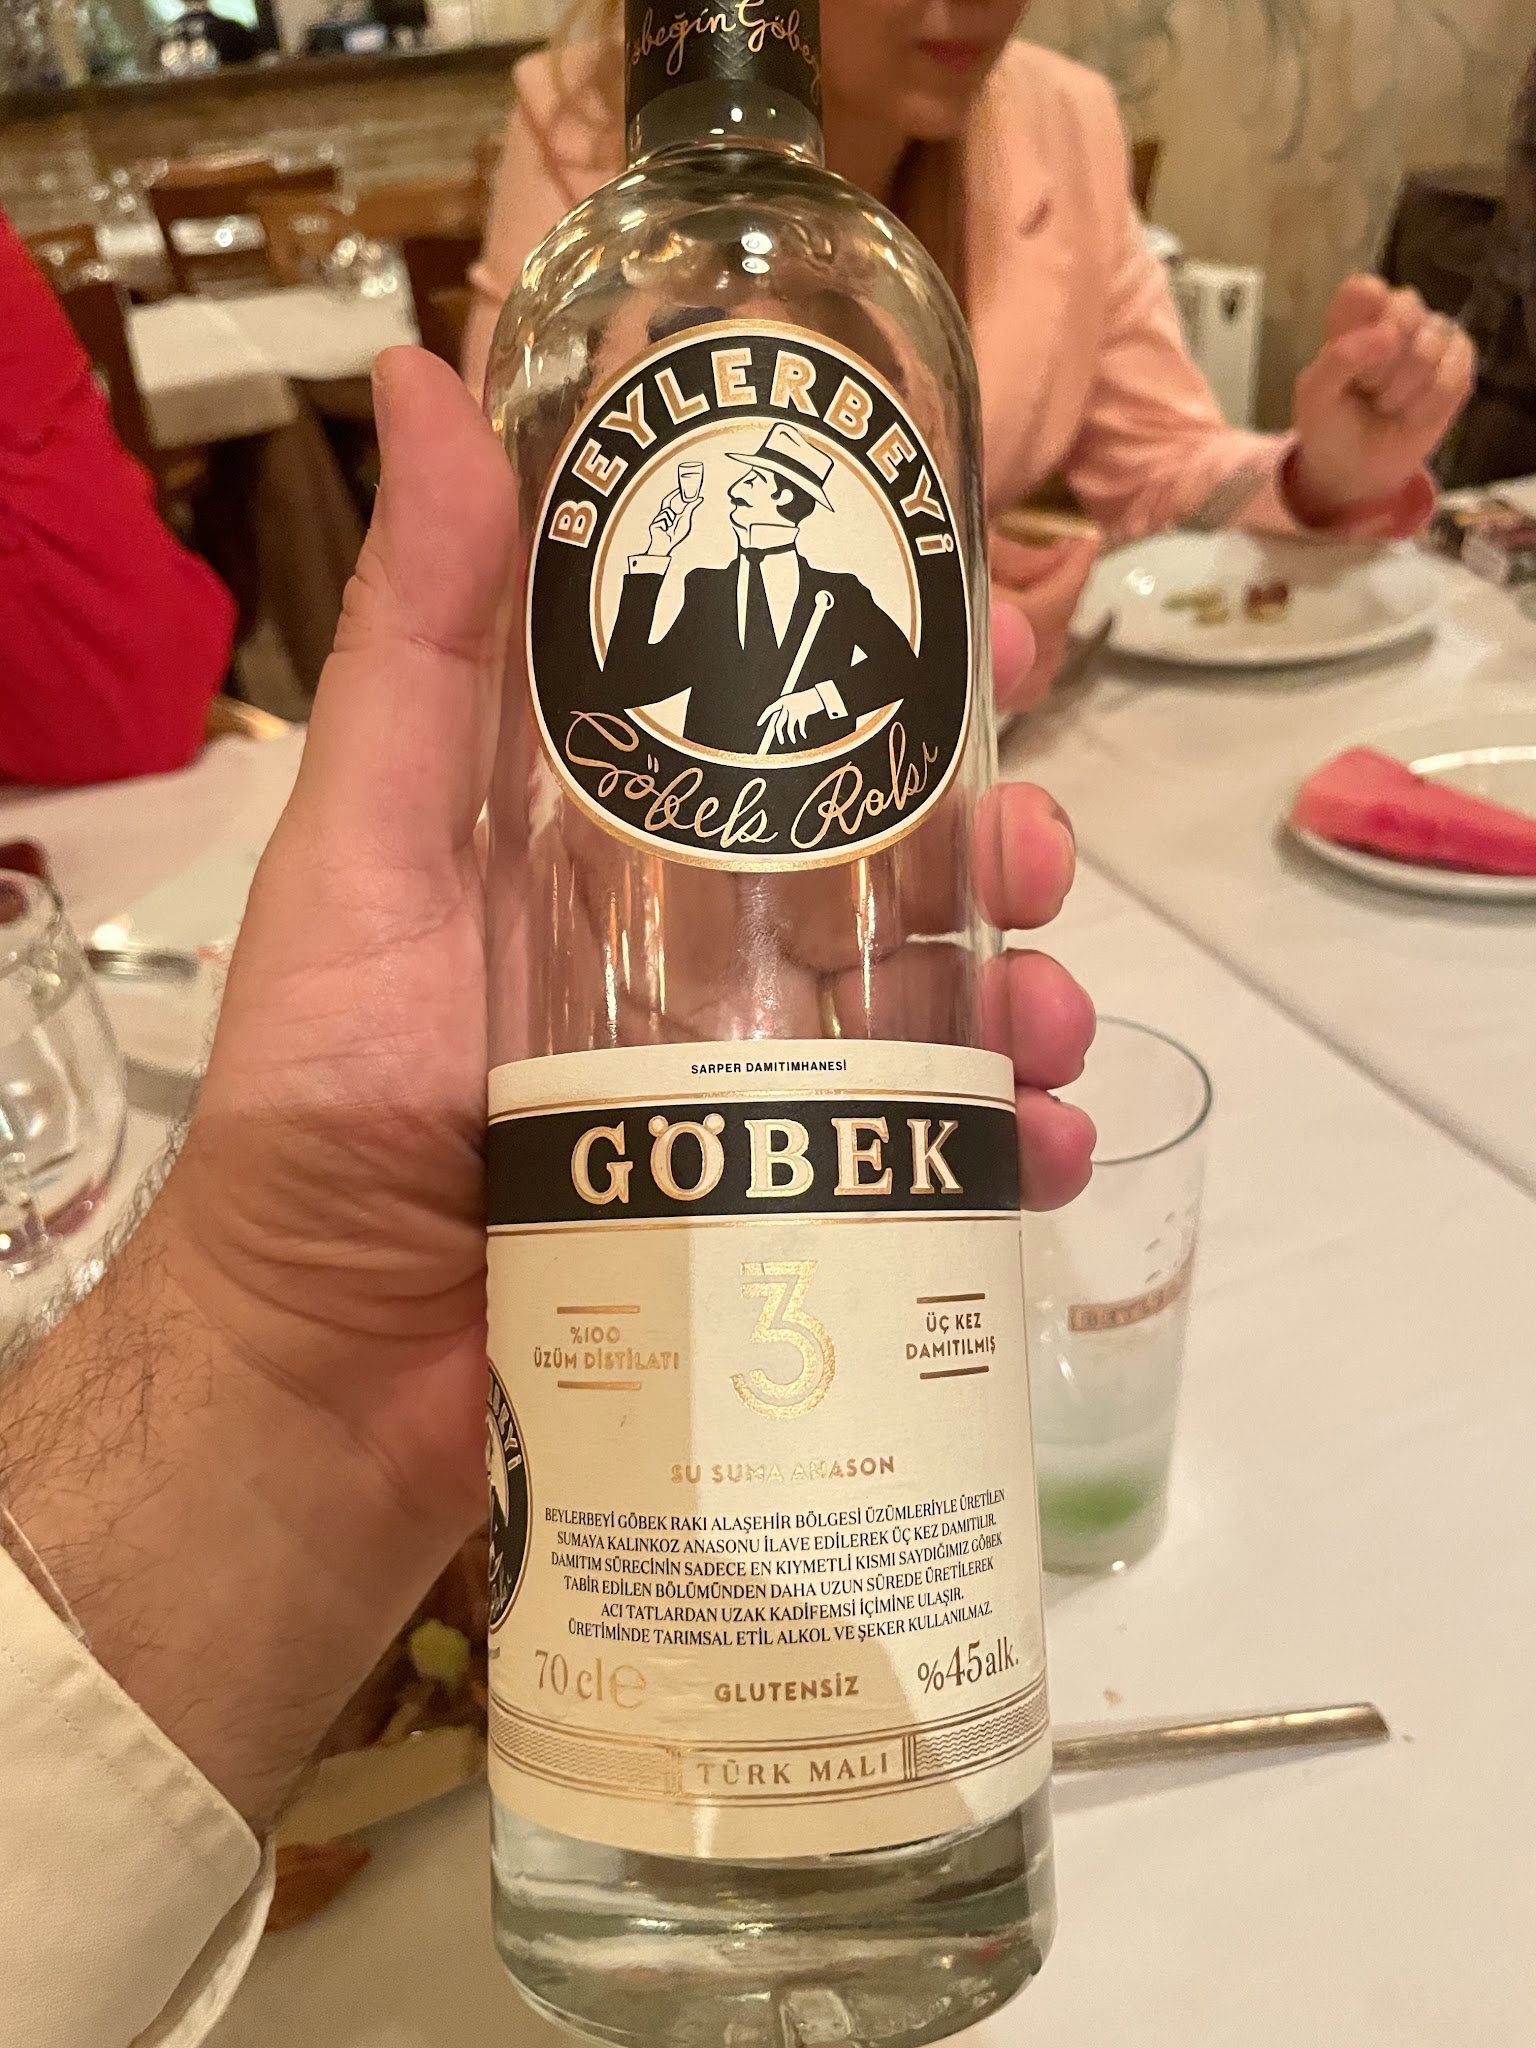 Göbeğin
BEYLERBEYİ
Göbek Rakı
SARPER DAMITIMHANESİ
GÖBEK
3
%100
ÜZÜM DİSTİLATI
ÜÇ KEZ
DAMITILMIŞ
SU SUMA ANASON
BEYLERBEYİ GÖBEK RAKI ALAŞEHİR BÖLGESİ ÜZÜMLERİYLE ÜRETİLEN
SUMAYA KALINKOZ ANASONU İLAVE EDİLEREK ÜÇ KEZ DAMITILIR.
DAMITIM SÜRECİNİN SADECE EN KIYMETLİ KISMI SAYDIĞIMIZ GÖBEK
TABİR EDİLEN BÖLÜMÜNDEN DAHA UZUN SÜREDE ÜRETİLEREK
ACI TATLARDAN UZAK KADİFEMSİ İÇİMİNE ULAŞIR.
ÜRETİMİNDE TARIMSAL ETİL ALKOL VE ŞEKER KULLANILMAZ.
70 cl e
GLUTENSİZ
%45alk.
TÜRK MALI